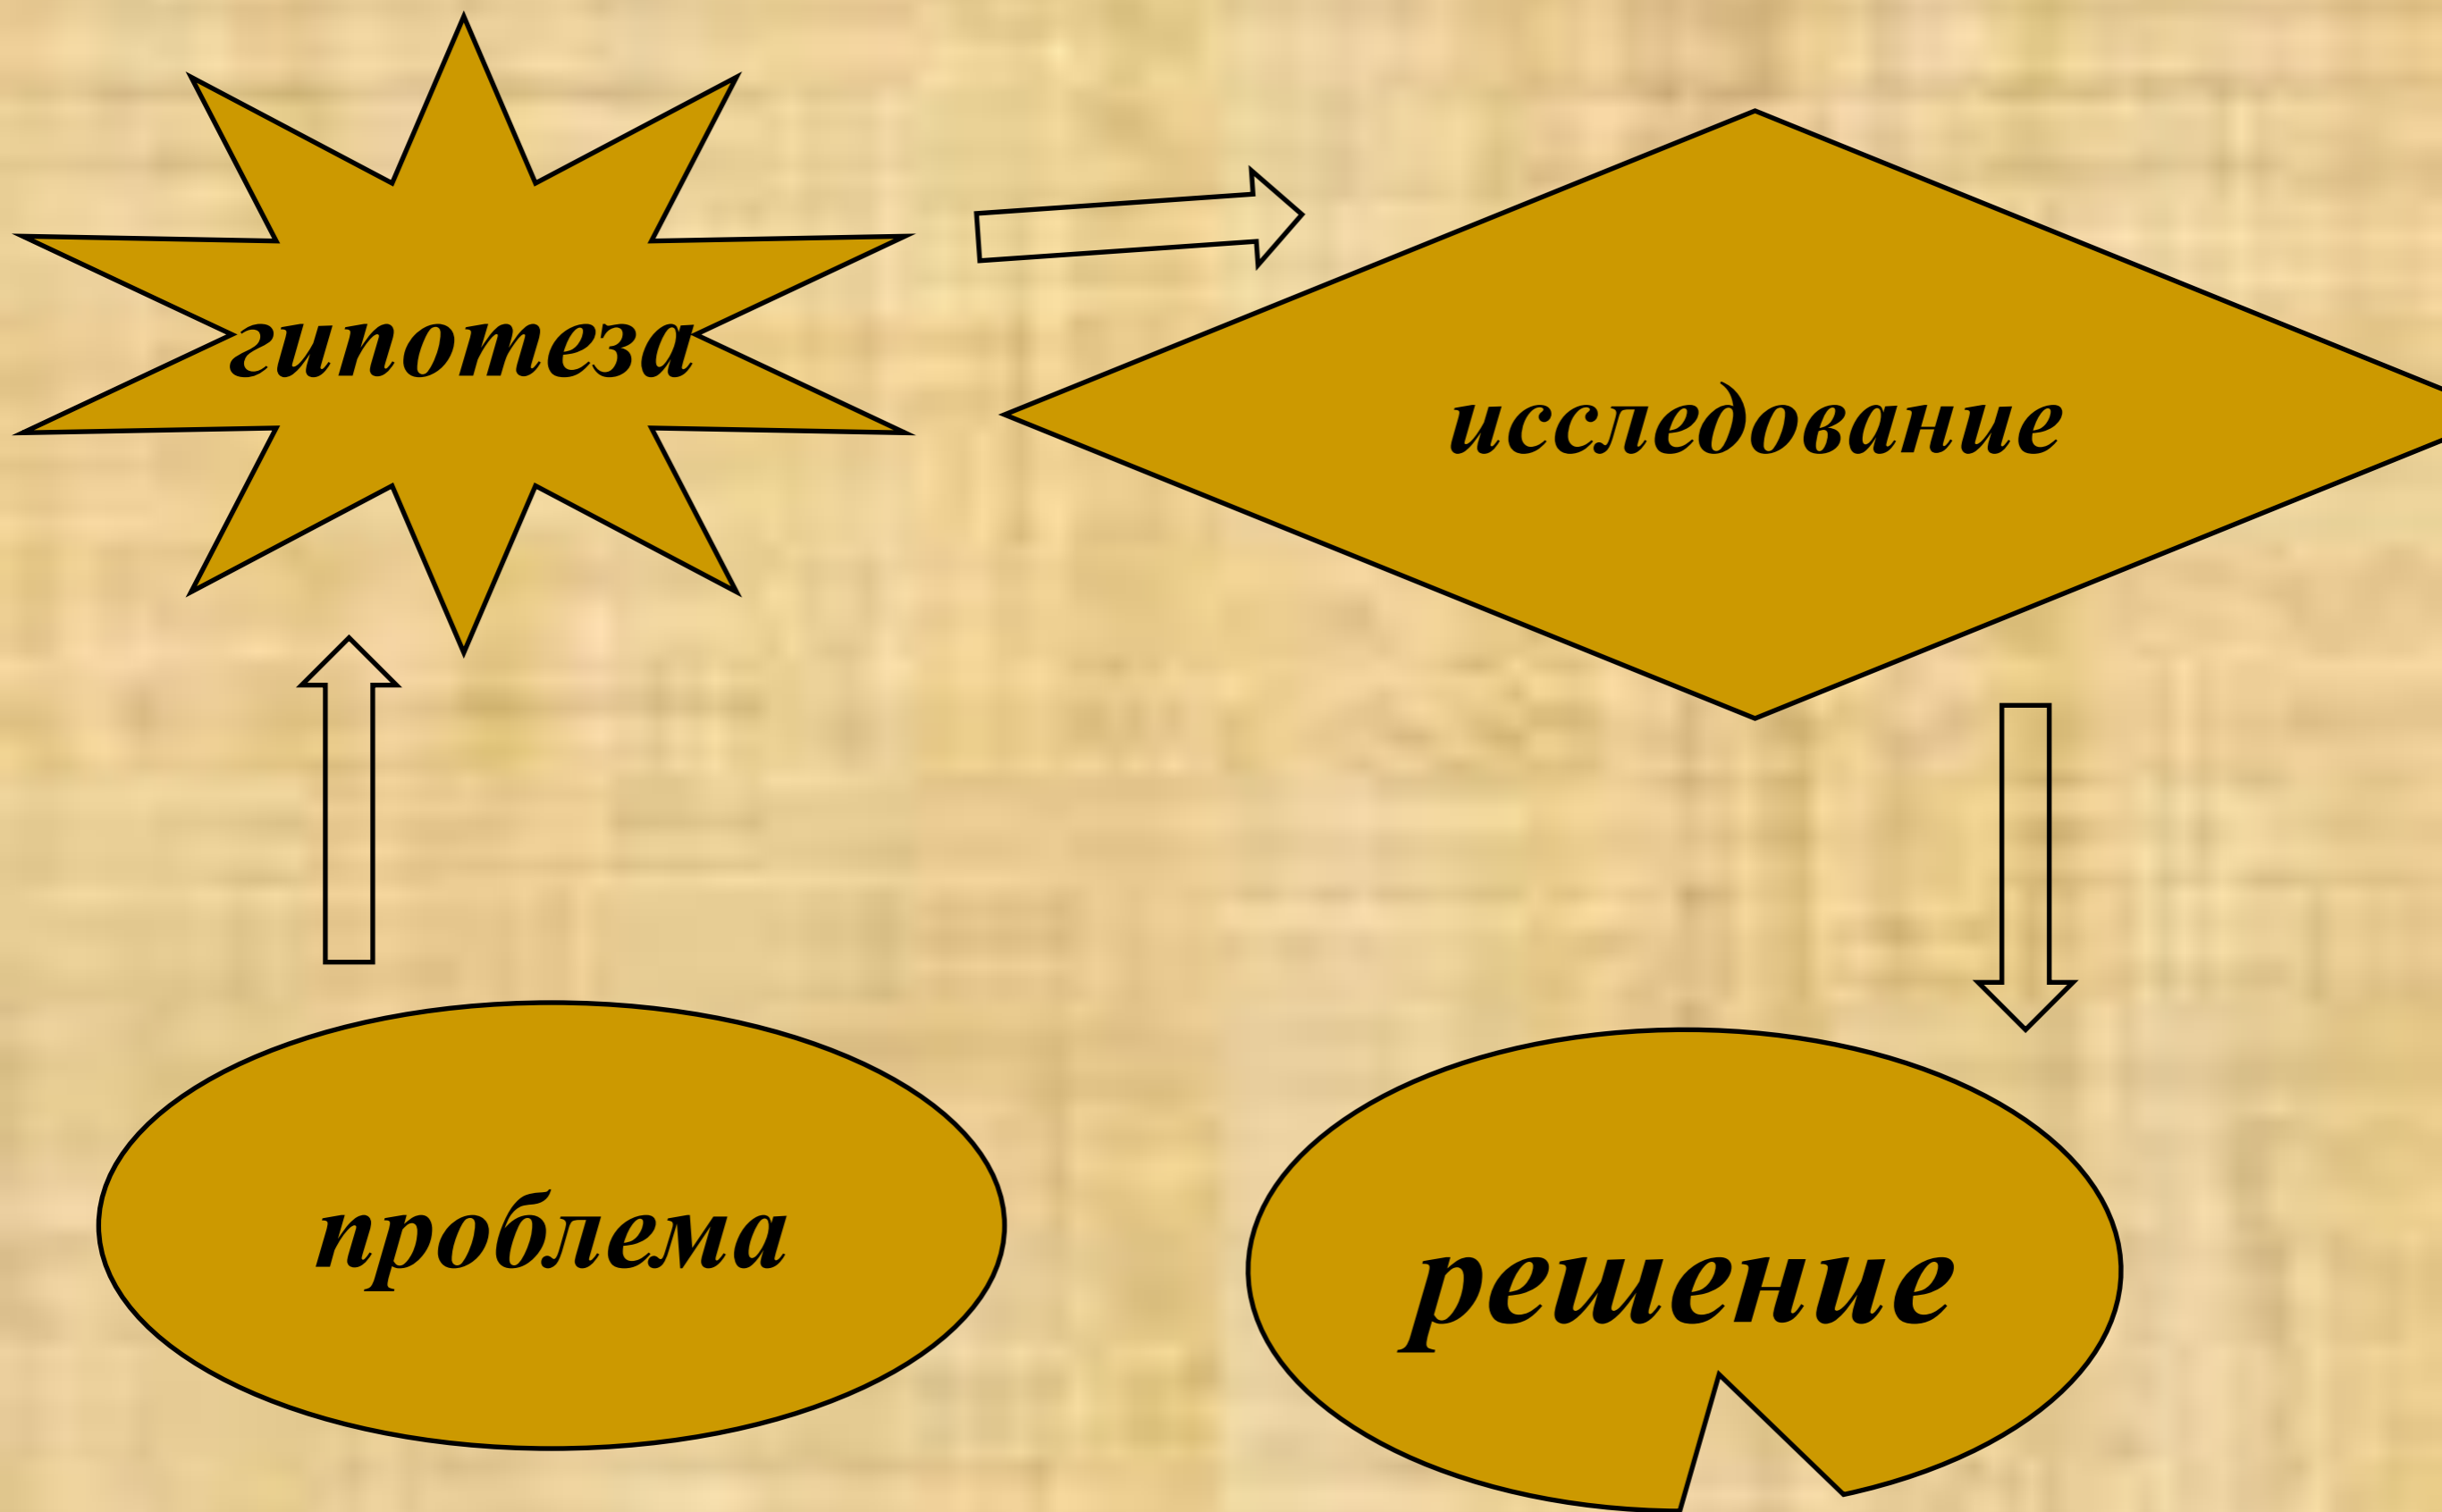 гипотеза
исследование
проблема
решение